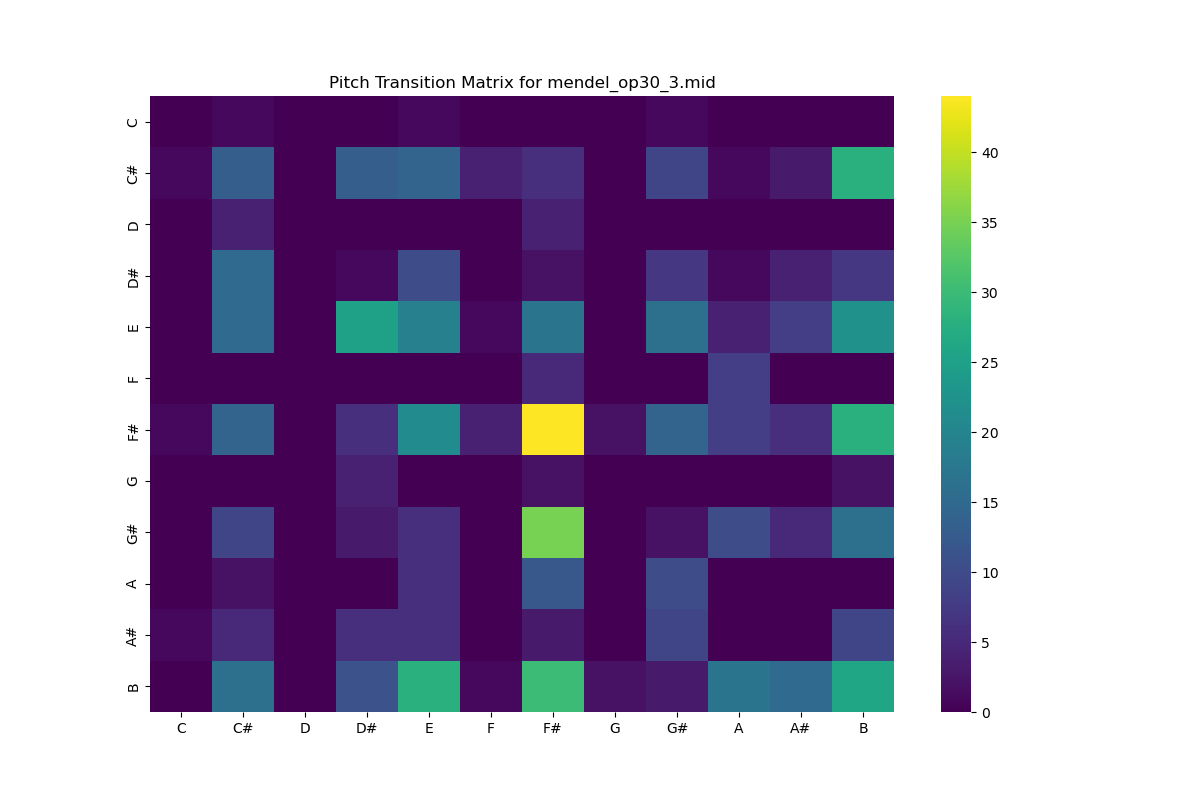 Pitch Transition Matrix for mendel_op30_3.mid
C
C#
D
D#
E
F
F#
G
G#
A
A#
B
C C# D D# E F F# G G# A A# B
40
35
30
25
20
15
10
5
0